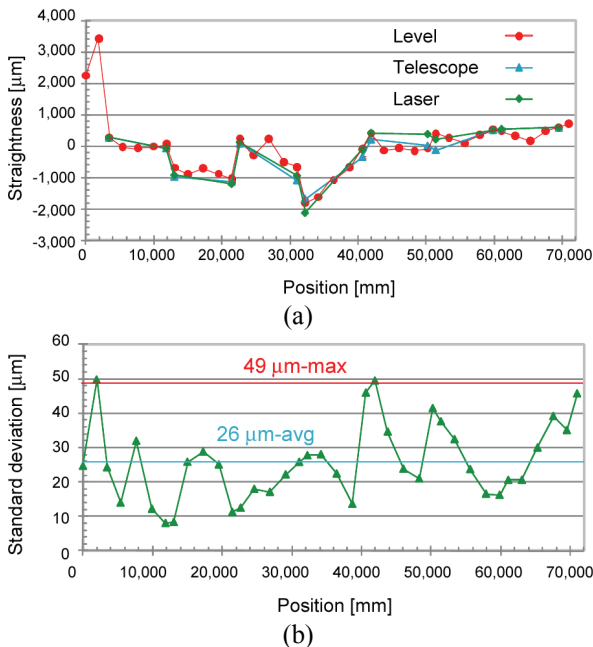 4,000
3,000
2,000
1,000
0
-1,000
-2,000
-3,000
Straightness [µm]
Level
Telescope
Laser
0 10,000 20,000 30,000 40,000 50,000 60,000 70,000
Position [mm]
(a)
60
50
40
30
20
10
0
Standard deviation [µm]
49 µm-max
26 µm-avg
0 10,000 20,000 30,000 40,000 50,000 60,000 70,000
Position [mm]
(b)